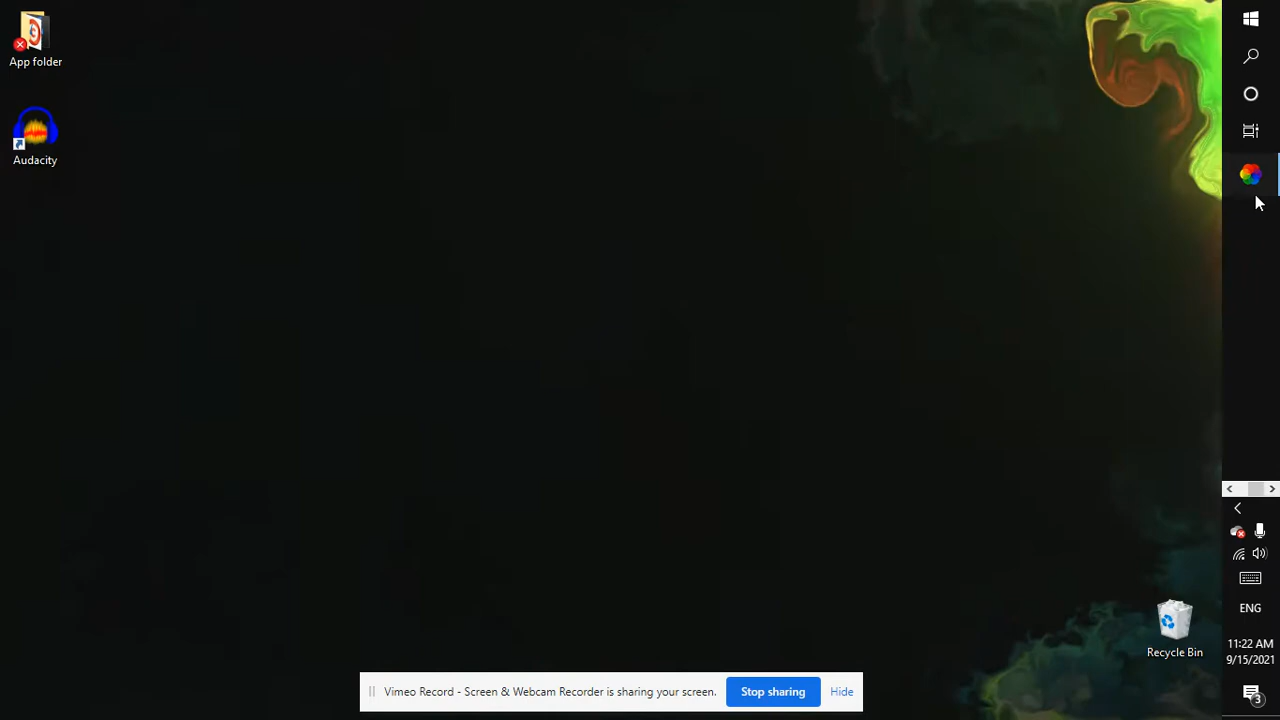 App folder
Audacity
ENG
11:22 AM
9/15/2021
3
Recycle Bin
Vimeo Record - Screen & Webcam Recorder is sharing your screen.
Stop sharing
Hide